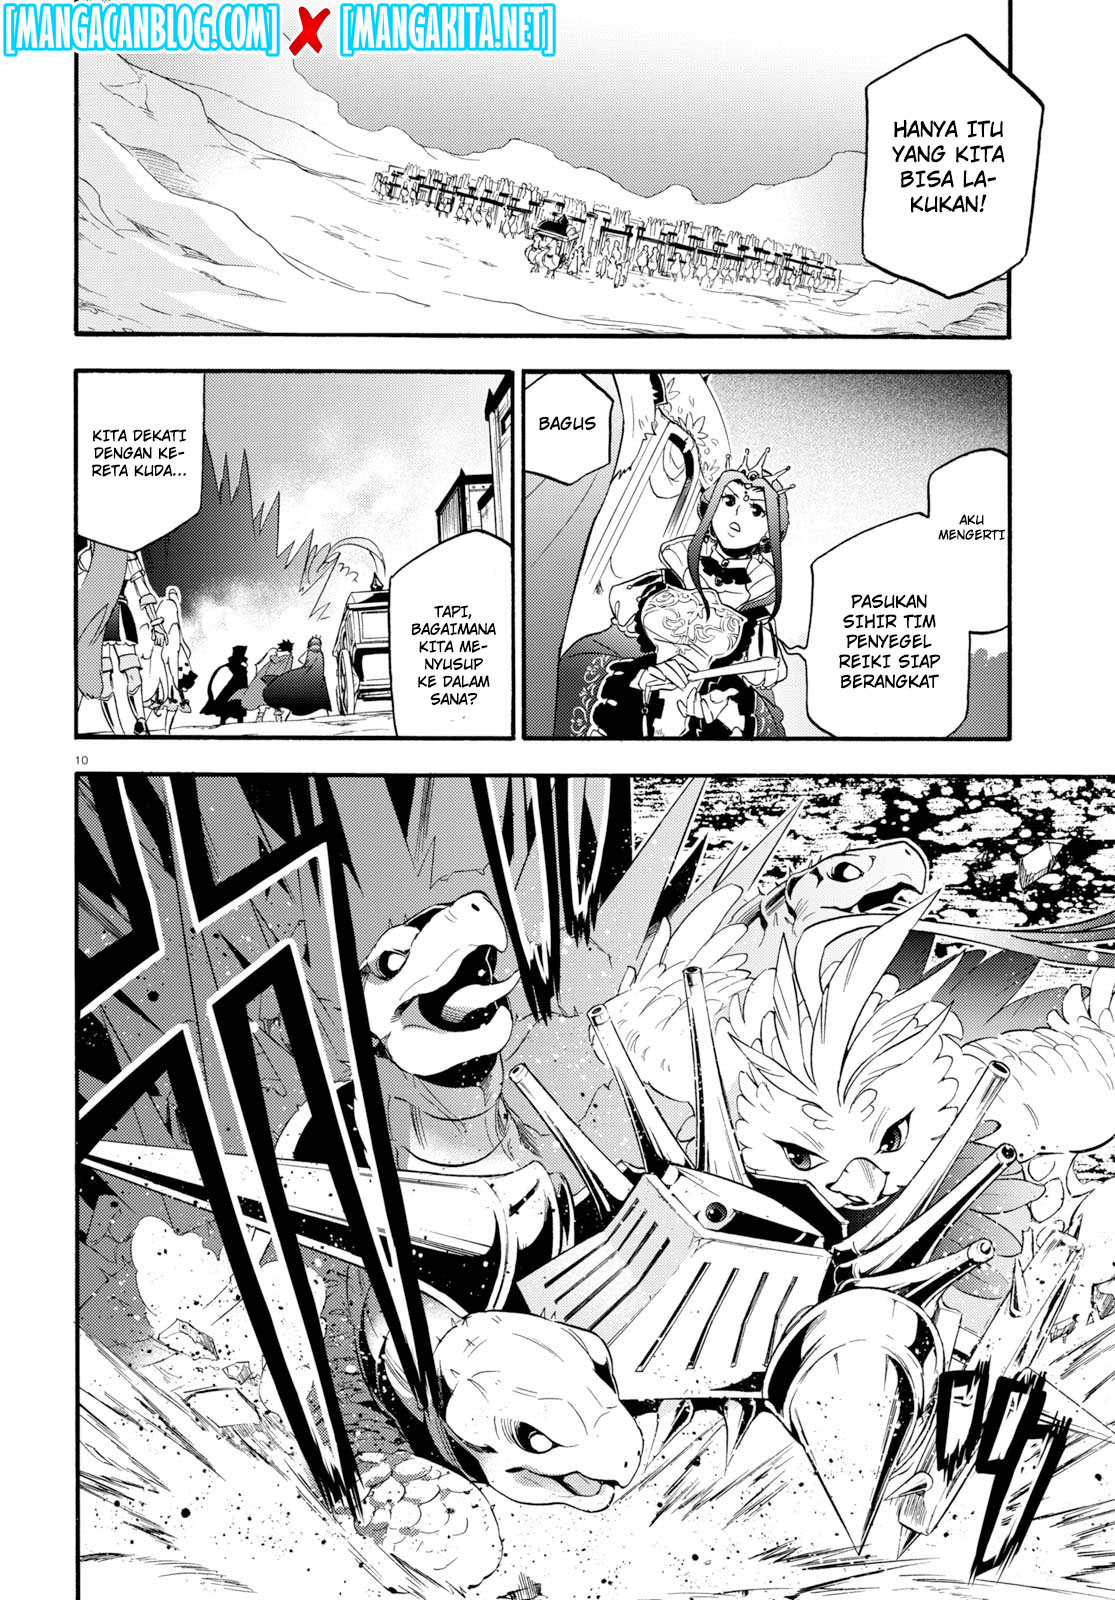 [MANGACANBLOG.COM] X [MANGAKITA.NET]
HANYA ITU
YANG KITA
BISA LA-
KUKAN!
BAGUS
AKU
MENGERTI
PASUKAN
SIHIR TIM
PENYEGEL
REIKI SIAP
BERANGKAT
KITA DEKATI
DENGAN KE-
RETA KUDA...
TAPI,
BAGAIMANA
KITA ME-
NYUSUP
KE DALAM
SANA?
10